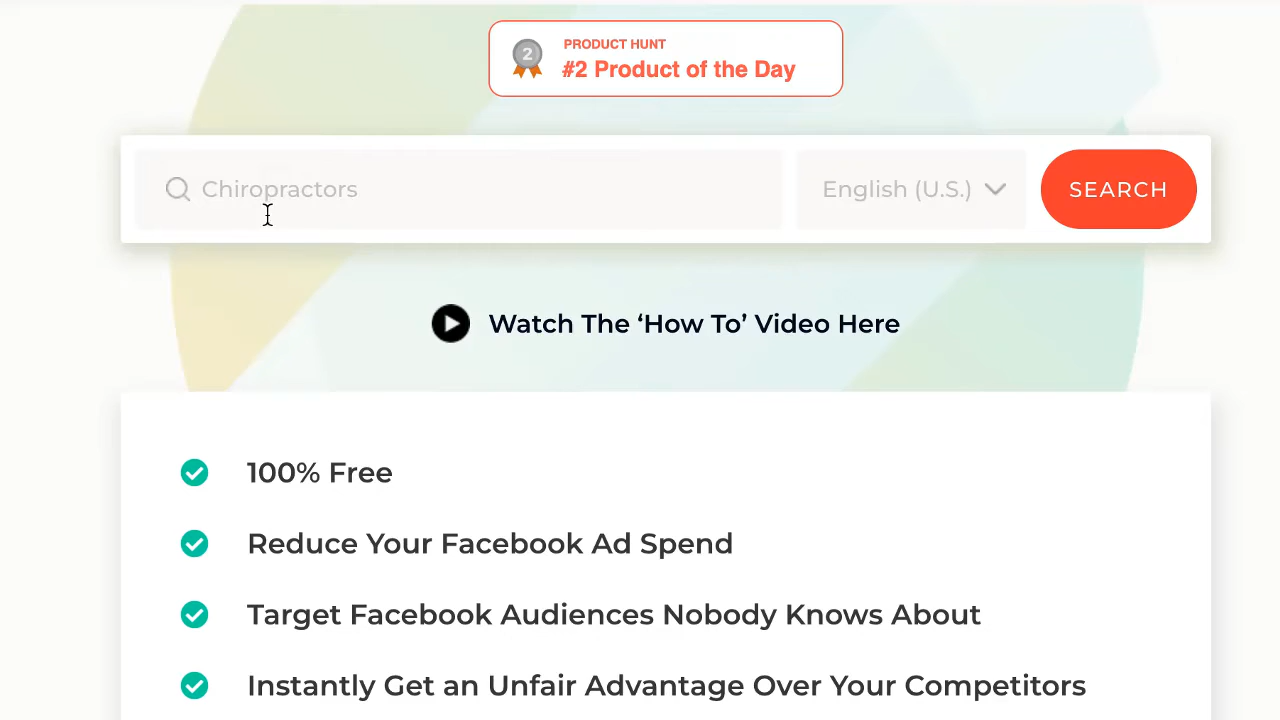 2
PRODUCT HUNT
#2 Product of the Day
Chiropractors
English (U.S.)
SEARCH
Watch The ‘How To’ Video Here
100% Free
Reduce Your Facebook Ad Spend
Target Facebook Audiences Nobody Knows About
Instantly Get an Unfair Advantage Over Your Competitors